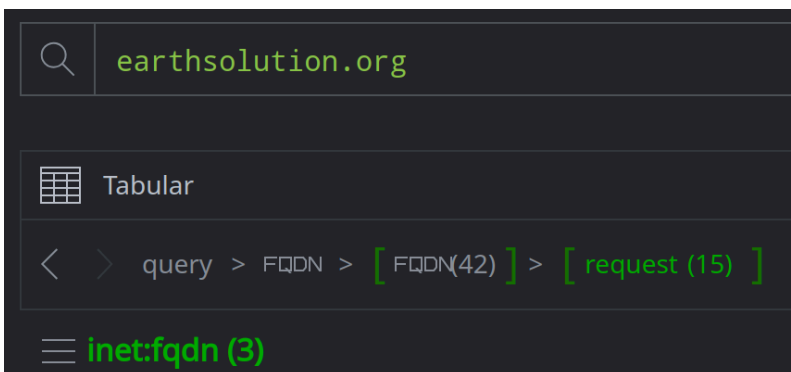 earthsolution.org
Tabular
query > FQDN > [ FQDN(42) ] > [ request (15) ]
inet:fqdn (3)